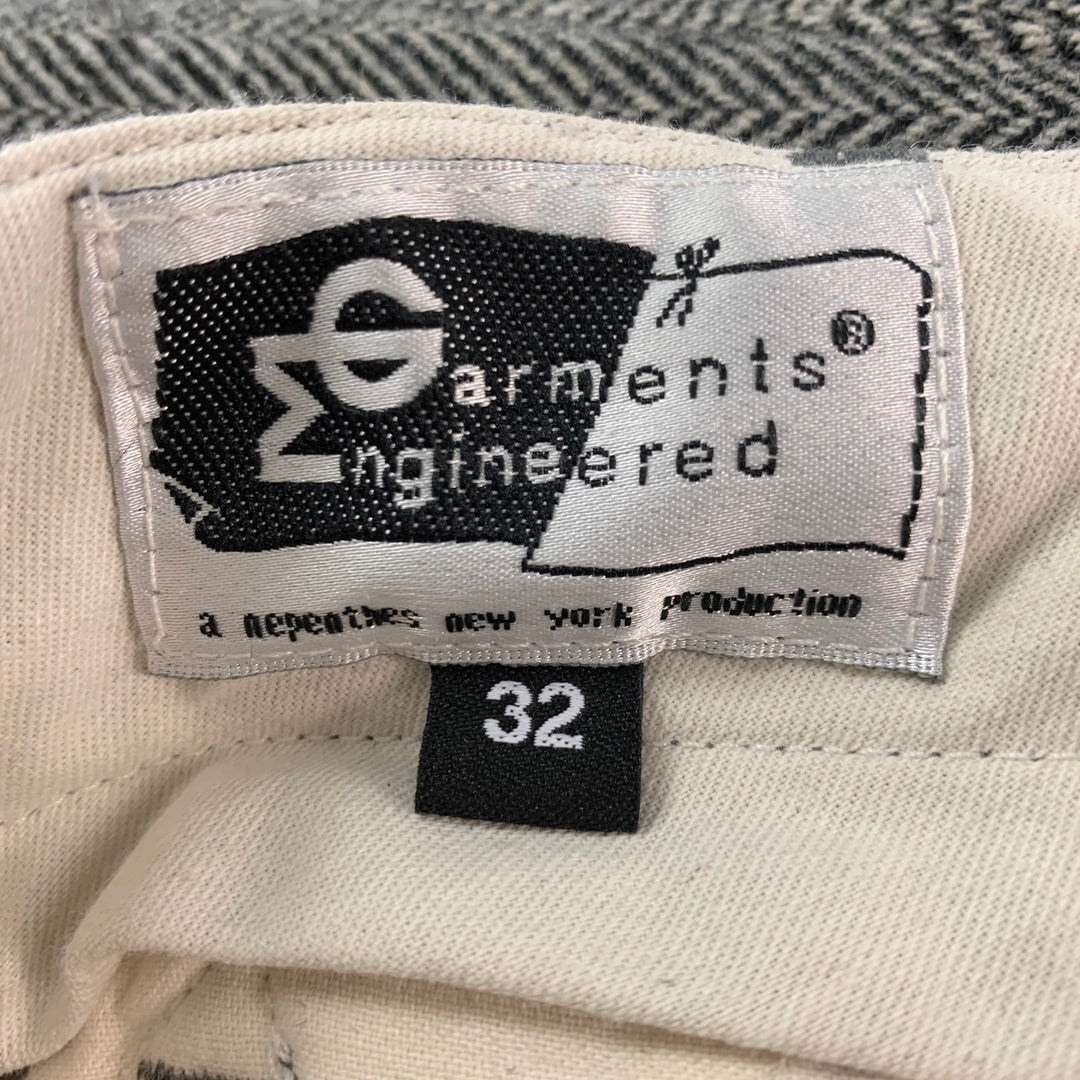 Garments®
Engineered
a nepenthes new york production
32